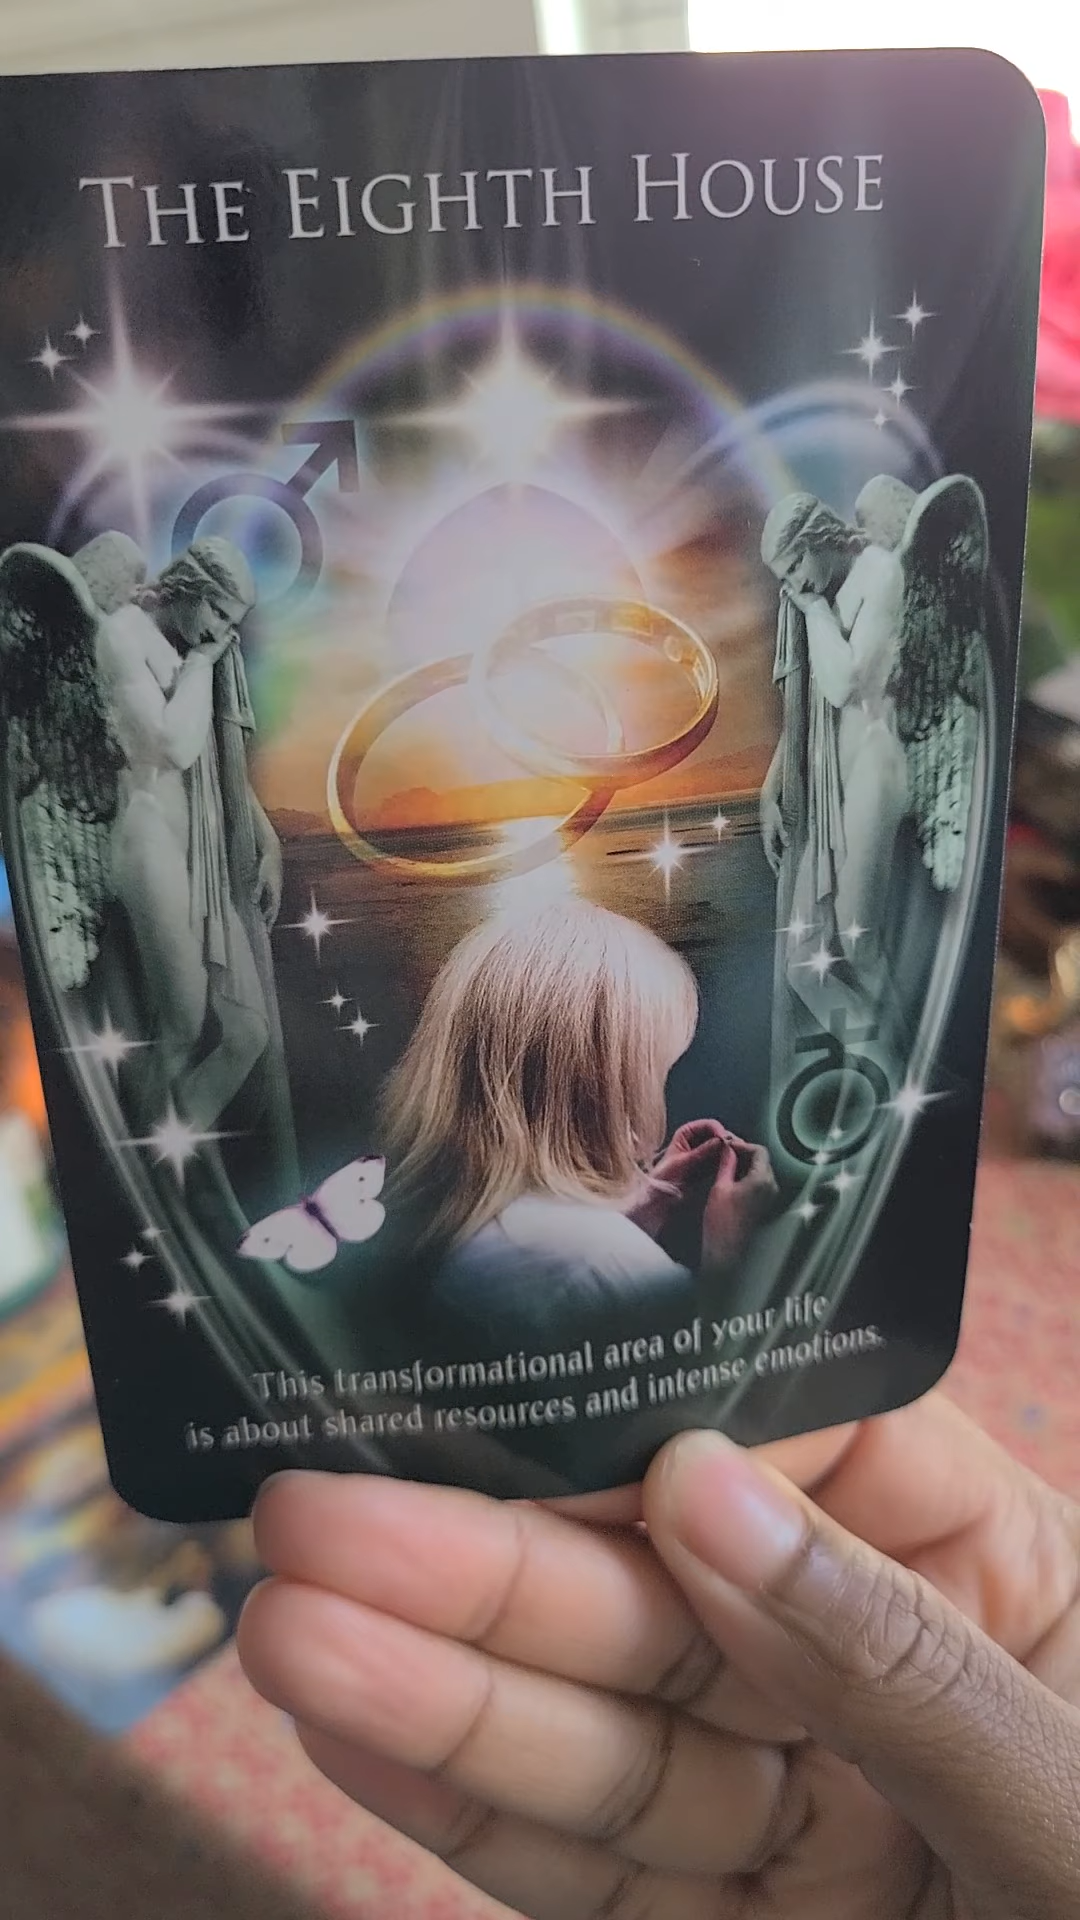 THE EIGHTH HOUSE
This transformational area of your life
is about shared resources and intense emotions.